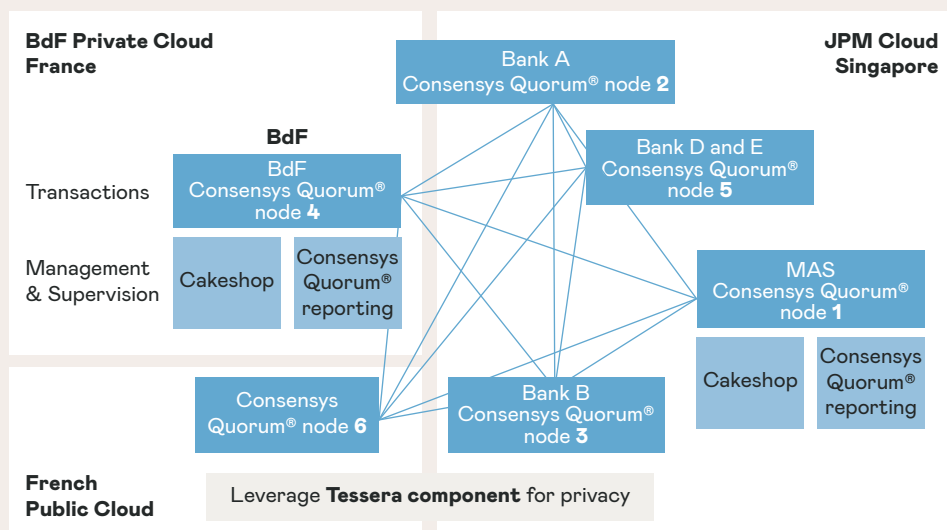 BdF Private Cloud
France
JPM Cloud
Singapore
Bank A
Consensys Quorum® node 2
BdF
Bank D and E
Consensys Quorum®
node 5
Transactions
BdF
Consensys Quorum®
node 4
Management
& Supervision
Cakeshop
Consensys
Quorum®
reporting
MAS
Consensys Quorum®
node 1
Cakeshop
Consensys
Quorum®
reporting
Consensys
Quorum® node 6
Bank B
Consensys Quorum®
node 3
French
Public Cloud
Leverage Tessera component for privacy